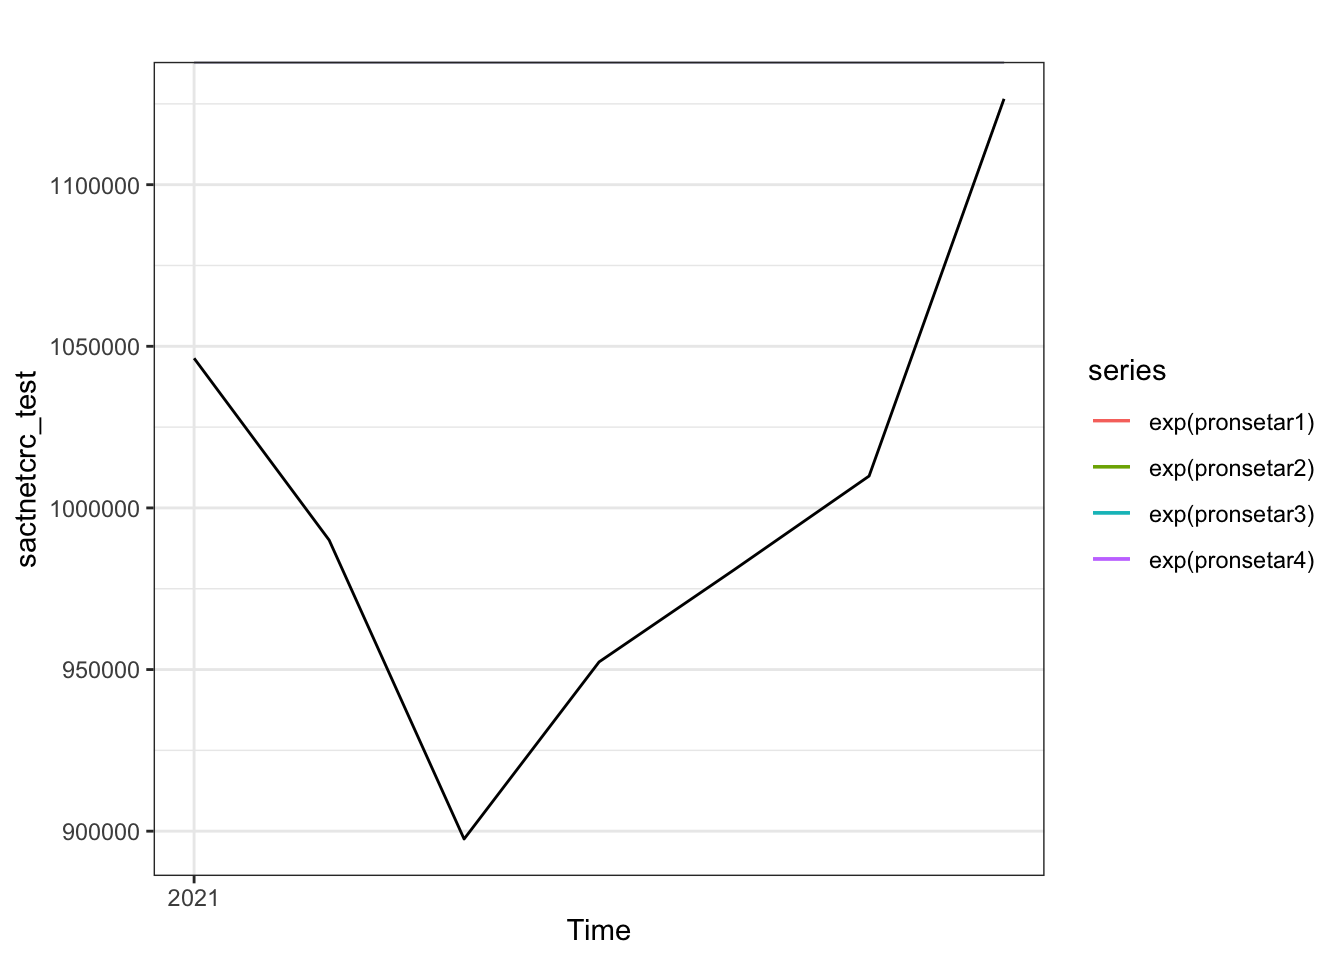 1100000
1050000
1000000
950000
900000
sactnetcrc_test
2021
Time
series
exp(pronsetar1)
exp(pronsetar2)
exp(pronsetar3)
exp(pronsetar4)